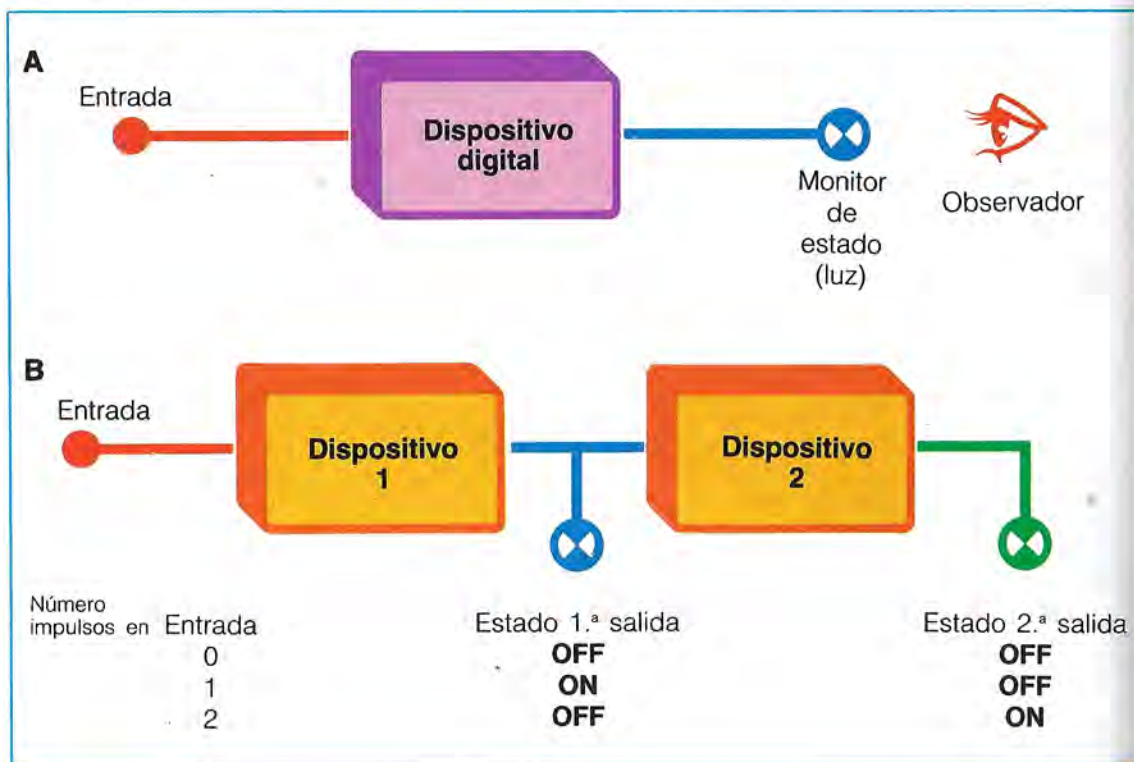 A
Entrada
Dispositivo
digital
Monitor
de
estado
(luz)
Observador
B
Entrada
Dispositivo
1
Dispositivo
2
Número
impulsos en Entrada
Estado 1.ª salida
Estado 2.ª salida
0 OFF OFF
1 ON OFF
2 OFF ON